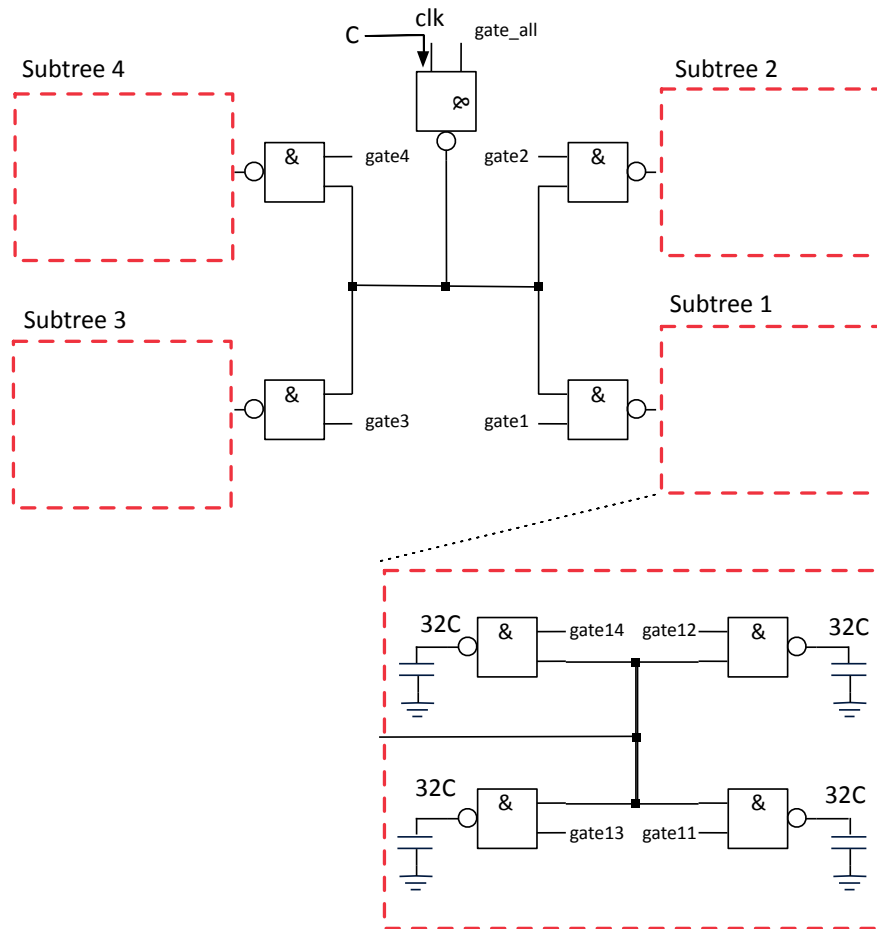 clk
gate_all
C
Subtree 4
Subtree 2
&
&
gate4
gate2
&
Subtree 3
Subtree 1
&
gate3
gate1
&
32C
&
gate14
gate12
&
32C
32C
&
gate13
gate11
&
32C